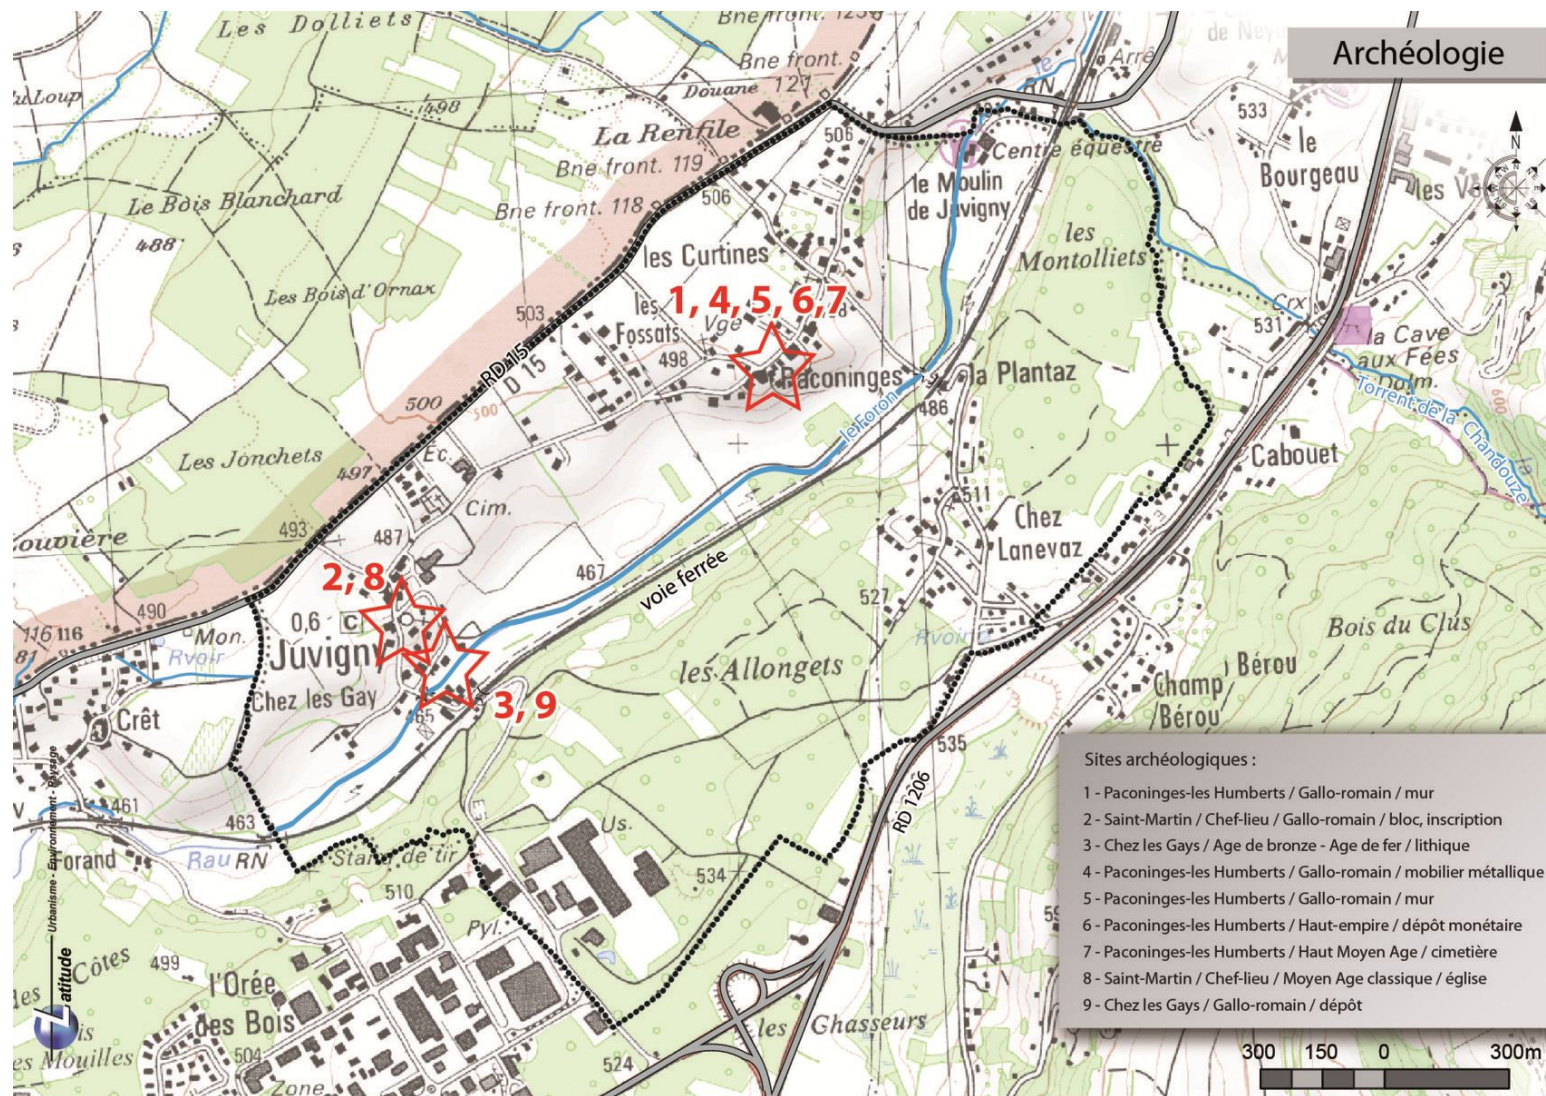 Archéologie
Les Dolliets
Bne front.
Bne front.
Douane 121
Arrê
RN
533
498
La Renfile
506
Centre équestre
le
Bourgeau
N
Bne front. 119
le Moulin
de Juvigny
Le Bois Blanchard
488
Bne front. 118
506
les Curtines
les
Montolliets
Les Bois d'Ornax
503
les
Fossats
Vge
1, 4, 5, 6,7
Crx
531
la Cave
aux Fées
Dolm.
RD 15
D 15
498
Paconinges
la Plantaz
Torrent de la Chandouze
600
500
500
le Foron
486
Les Jonchets
497
Ec.
Cim.
Cabouet
511
493
487
Chez
Lanevaz
2, 8
467
voie ferrée
490
0,6
C
527
116 116
81
Mon.
Rvoir
Juvigny
Rvoir
les Allongets
Bois du Clus
Bérou
Champ
Bérou
Chez les Gay
3, 9
465
Crêt
535
RD 1206
461
463
Forand
Rau RN
Stand de tir
510
Us.
534
Pyl.
499
l'Orée
des Bois
Côtes
Mouilles
504
Zone
524
les Chasseurs
Urbanisme - Environnement - Paysage
Latitude
Sites archéologiques :
1 - Paconinges-les Humberts / Gallo-romain / mur
2 - Saint-Martin / Chef-lieu / Gallo-romain / bloc, inscription
3 - Chez les Gays / Age de bronze - Age de fer / lithique
4 - Paconinges-les Humberts / Gallo-romain / mobilier métallique
5 - Paconinges-les Humberts / Gallo-romain / mur
6 - Paconinges-les Humberts / Haut-empire / dépôt monétaire
7 - Paconinges-les Humberts / Haut Moyen Age / cimetière
8 - Saint-Martin / Chef-lieu / Moyen Age classique / église
9 - Chez les Gays / Gallo-romain / dépôt
300 150 0 300m